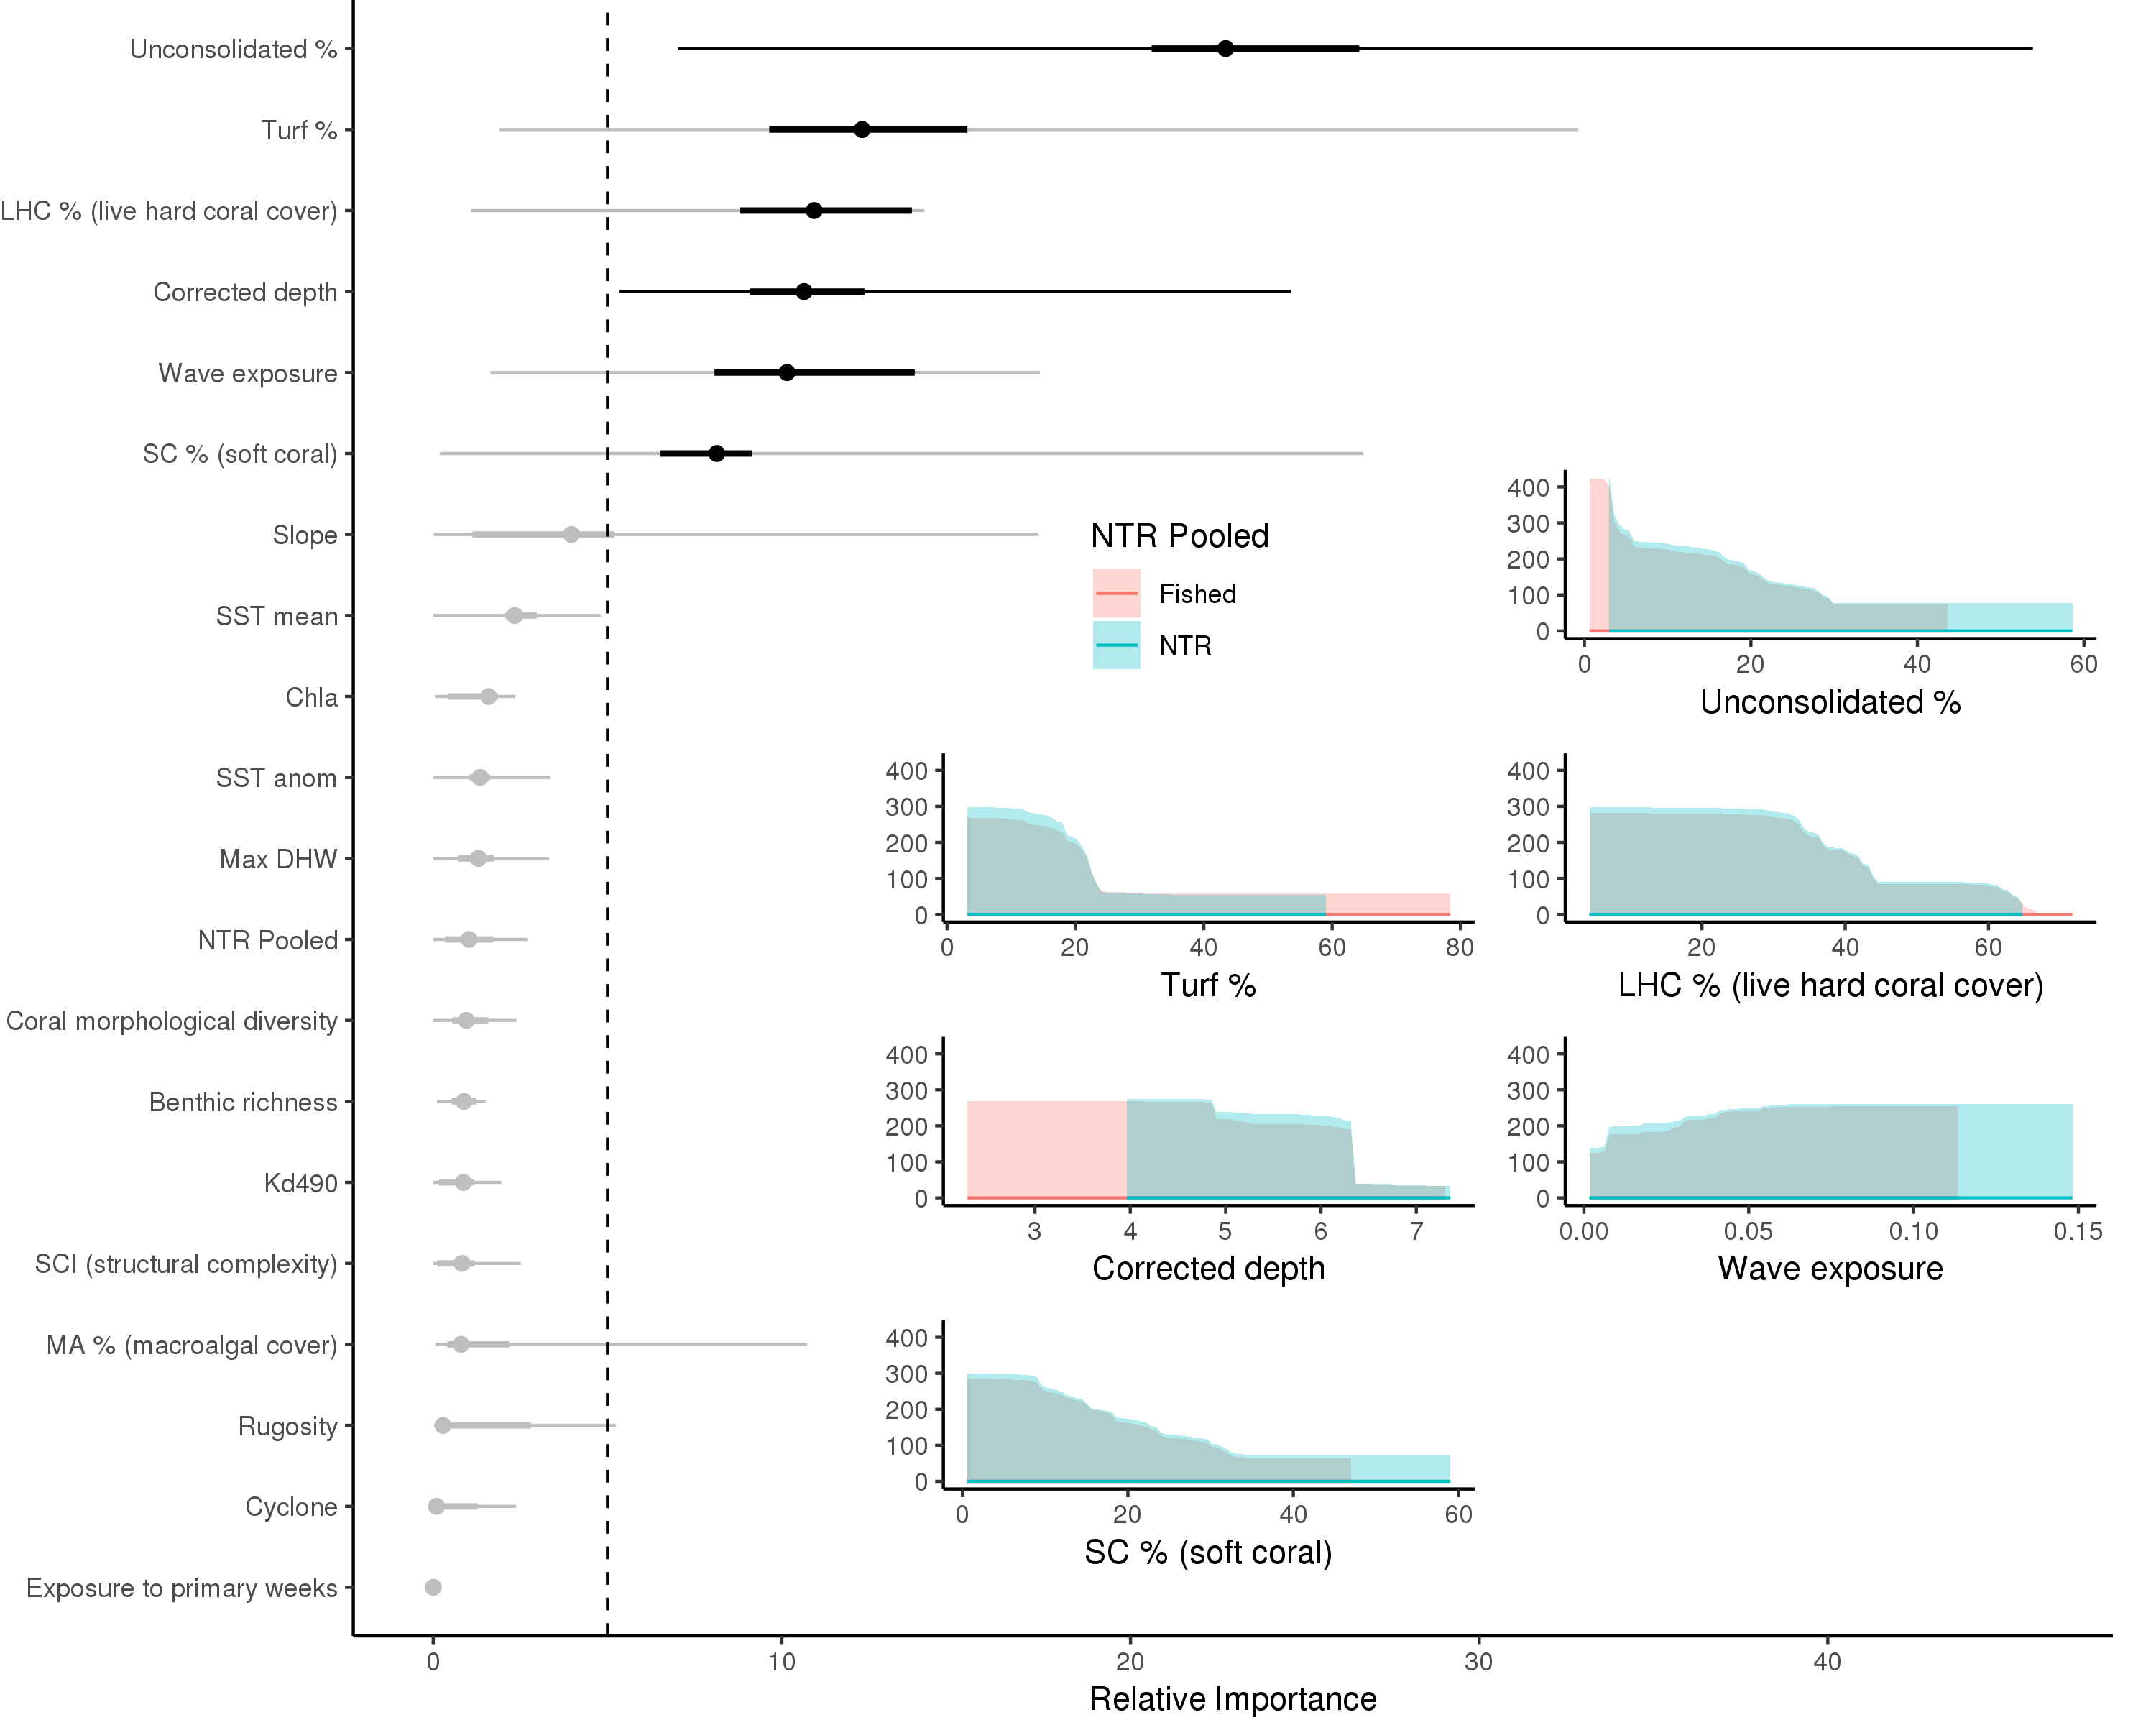 Unconsolidated %
Turf %
LHC % (live hard coral cover)
Corrected depth
Wave exposure
SC % (soft coral)
Slope
SST mean
Chla
SST anom
Max DHW
NTR Pooled
Coral morphological diversity
Benthic richness
Kd490
SCI (structural complexity)
MA % (macroalgal cover)
Rugosity
Cyclone
Exposure to primary weeks
0 10 20 30 40
Relative Importance
NTR Pooled
Fished
NTR
400
300
200
100
0
0 20 40 60
Unconsolidated %
400
300
200
100
0
0 20 40 60 80
Turf %
400
300
200
100
0
20 40 60
LHC % (live hard coral cover)
400
300
200
100
0
3 4 5 6 7
Corrected depth
400
300
200
100
0
0.00 0.05 0.10 0.15
Wave exposure
400
300
200
100
0
0 20 40 60
SC % (soft coral)